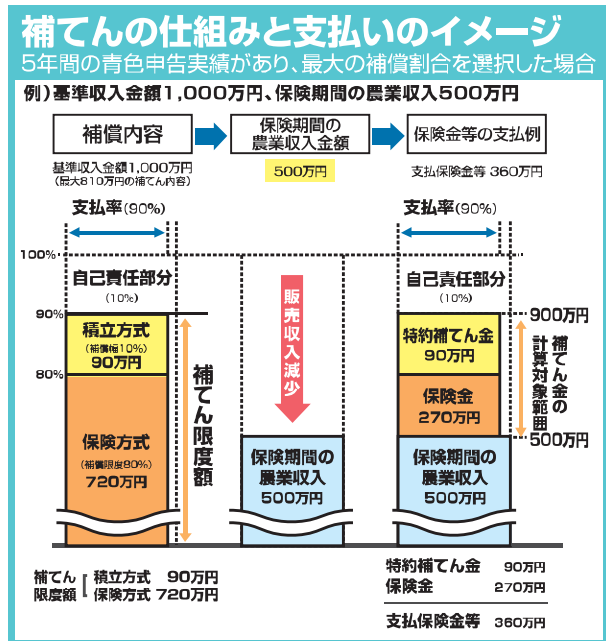 補てんの仕組みと支払いのイメージ
5年間の青色申告実績があり、最大の補償割合を選択した場合
例）基準収入金額1,000万円、保険期間の農業収入500万円
補償内容
保険期間の
農業収入金額
保険金等の支払例
基準収入金額1,000万円
（最大810万円の補てん内容）
500万円
支払保険金等 360万円
支払率(90%)
支払率(90%)
100%
自己責任部分
(10%)
自己責任部分
(10%)
販売収入減少
90%
900万円
積立方式
(補償幅10%)
90万円
特約補てん金
90万円
80%
補てん限度額
補てん金の
計算対象範囲
保険金
270万円
500万円
保険方式
(補償限度80%)
720万円
保険期間の
農業収入
500万円
保険期間の
農業収入
500万円
補てん
限度額
積立方式 90万円
保険方式 720万円
特約補てん金 90万円
保険金 270万円
支払保険金等 360万円